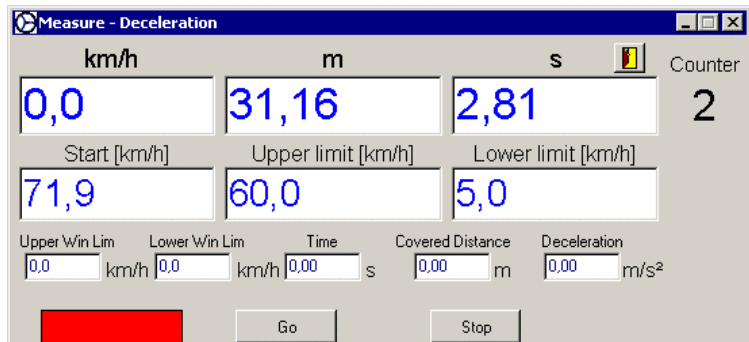 Measure - Deceleration
km/h m s Counter
0,0 31,16 2,81 2
Start [km/h] Upper limit [km/h] Lower limit [km/h]
71,9 60,0 5,0
Upper Win Lim Lower Win Lim Time Covered Distance Deceleration
0,0 km/h 0,0 km/h 0,00 s 0,00 m 0,00 m/s²
Go Stop